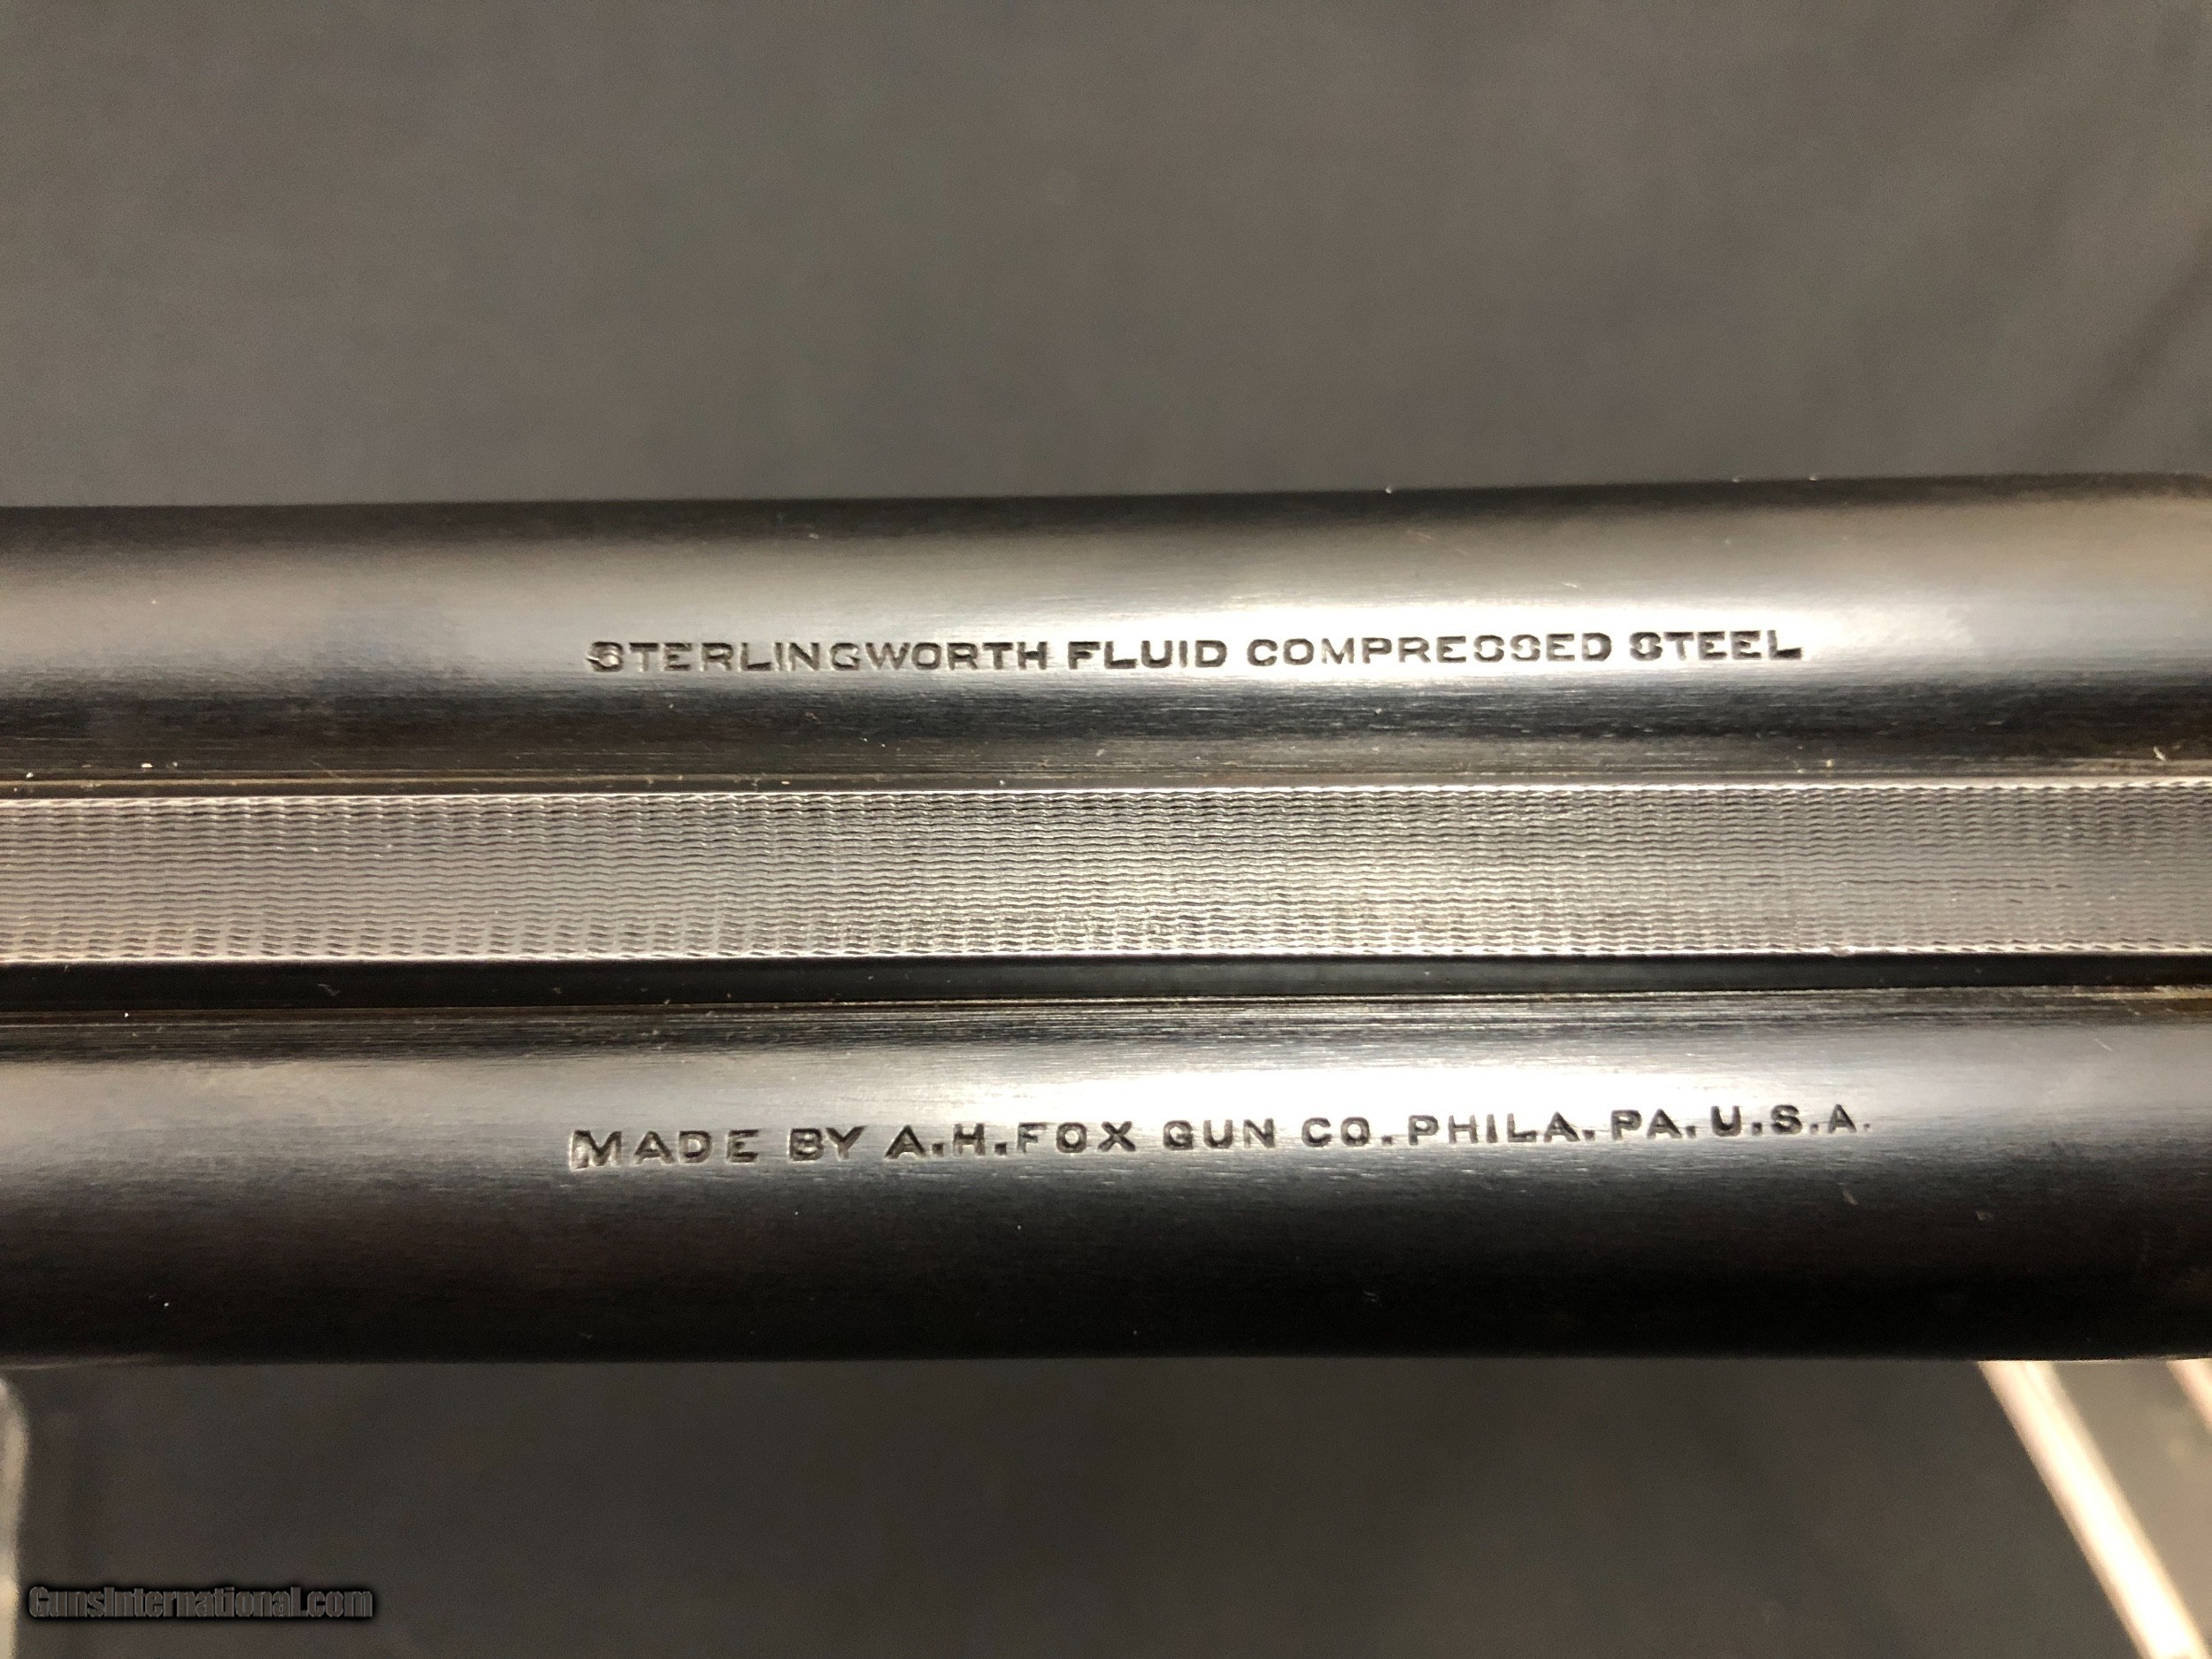 STERLINGWORTH FLUID COMPRESSED STEEL
MADE BY A.H.FOX GUN CO. PHILA. PA. U.S.A.
GunsInternational.com